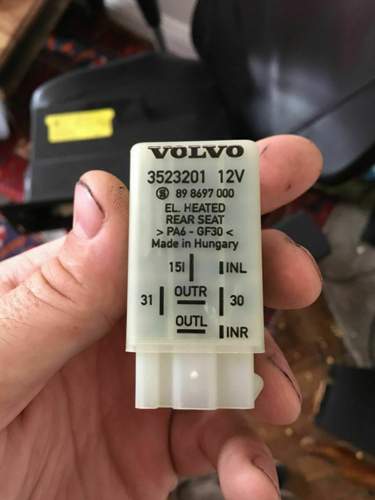 VOLVO
3523201 12V
S 89 8697 000
EL. HEATED
REAR SEAT
> PA6 - GF30 <
Made in Hungary
15I INL
OUTR
31 30
OUTL
INR